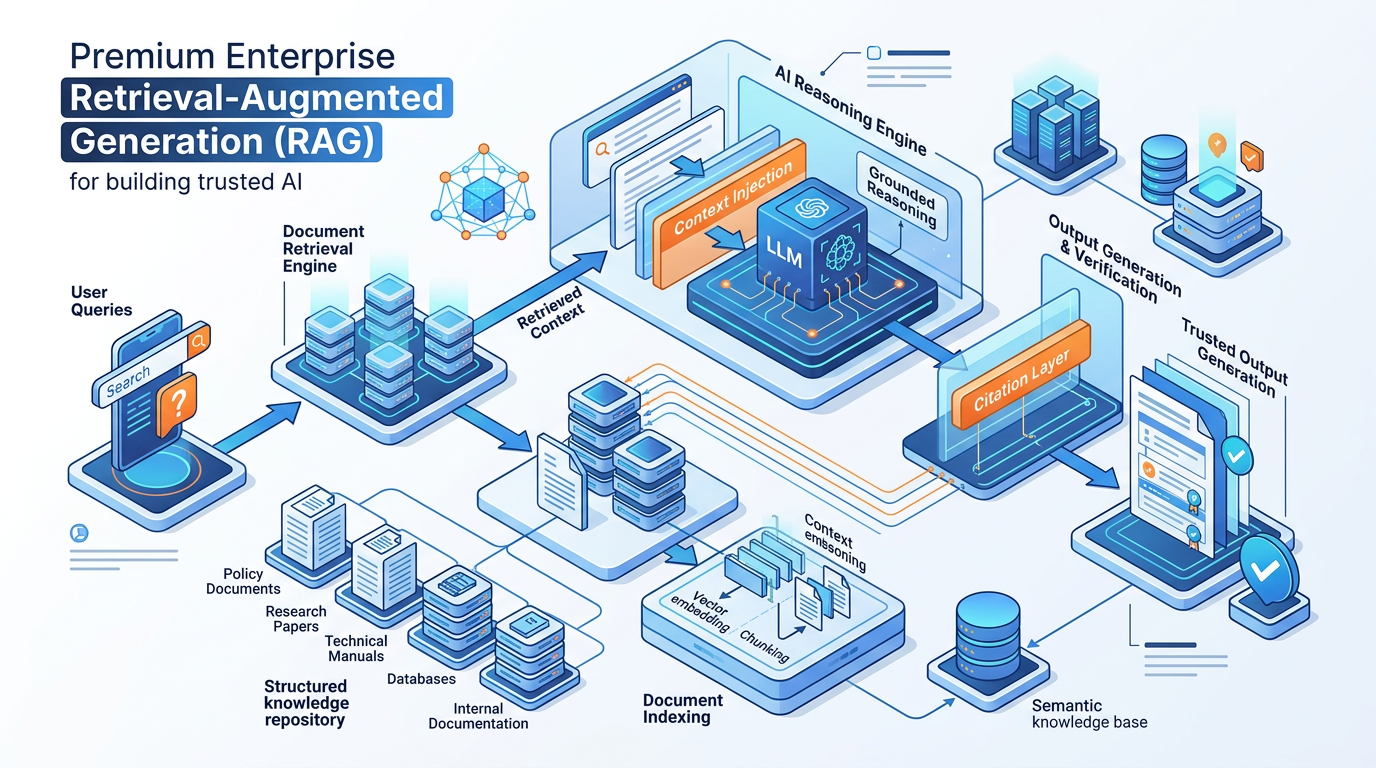 Premium Enterprise
Retrieval-Augmented
Generation (RAG)
for building trusted AI
User
Queries
Search
?
Document
Retrieval
Engine
Retrieved
Context
AI Reasoning Engine
Context Injection
LLM
Grounded
Reasoning
Output Generation
& Verification
Citation Layer
Trusted Output
Generation
Policy
Documents
Research
Papers
Technical
Manuals
Databases
Internal
Documentation
Structured
knowledge
repository
Context
emssoning
Vector
embedding
Chunking
Document
Indexing
Semantic
knowledge base